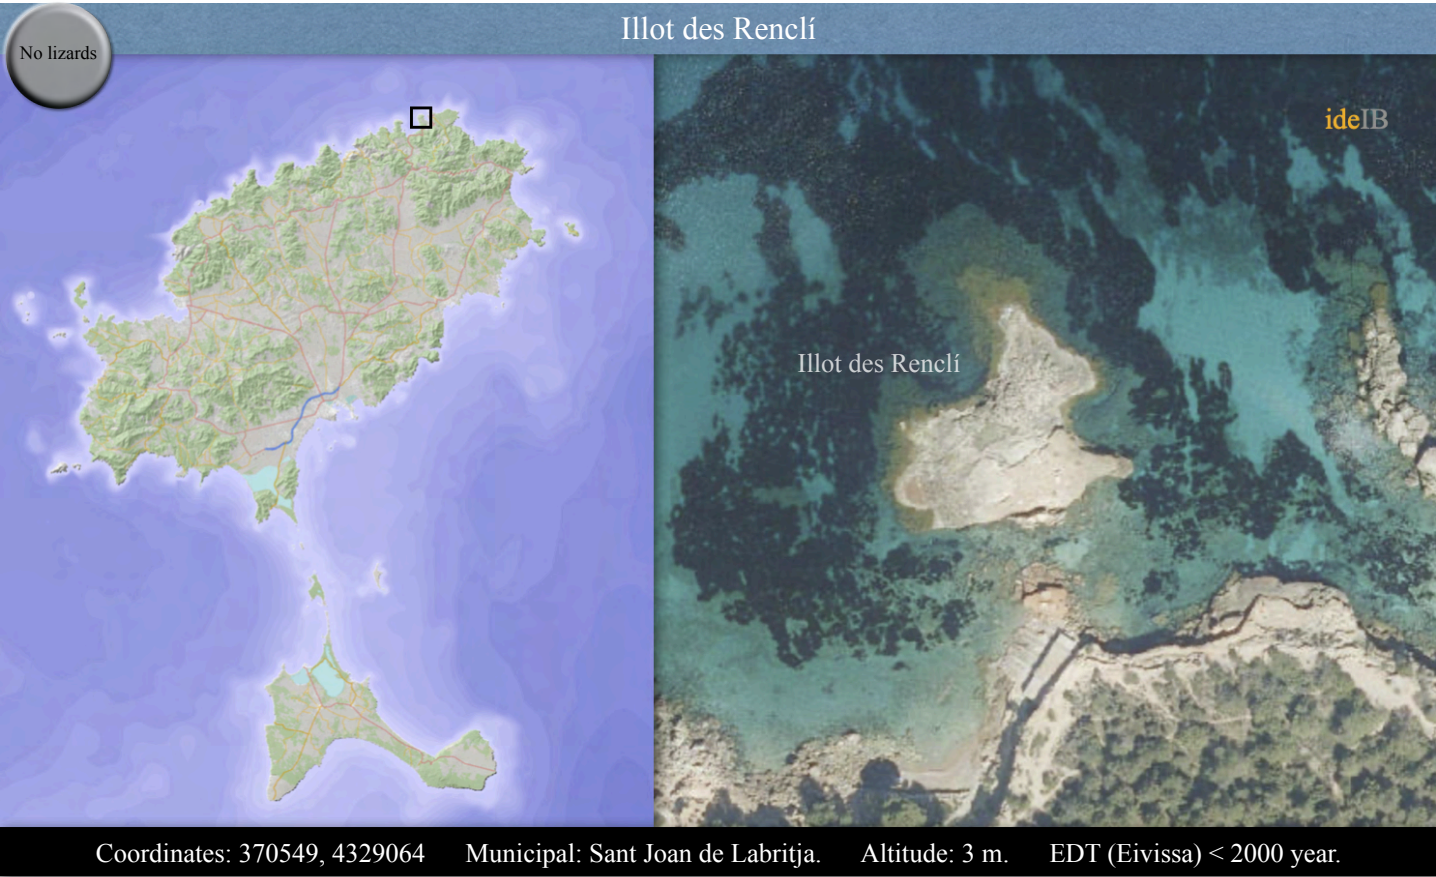 Illot des Renclí
No lizards
ideIB
Illot des Renclí
Coordinates: 370549, 4329064 Municipal: Sant Joan de Labritja. Altitude: 3 m. EDT (Eivissa) < 2000 year.